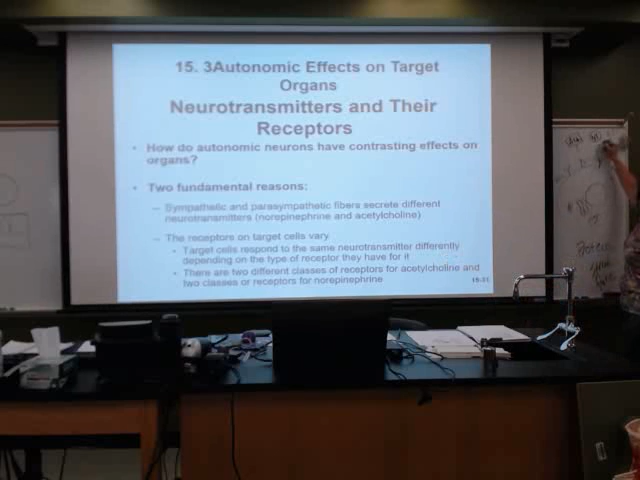 15. 3Autonomic Effects on Target
Organs
Neurotransmitters and Their
Receptors
• How do autonomic neurons have contrasting effects on
organs?
• Two fundamental reasons:
– Sympathetic and parasympathetic fibers secrete different
neurotransmitters (norepinephrine and acetylcholine)
– The receptors on target cells vary
• Target cells respond to the same neurotransmitter differently
depending on the type of receptor they have for it
• There are two different classes of receptors for acetylcholine and
two classes or receptors for norepinephrine
15-31